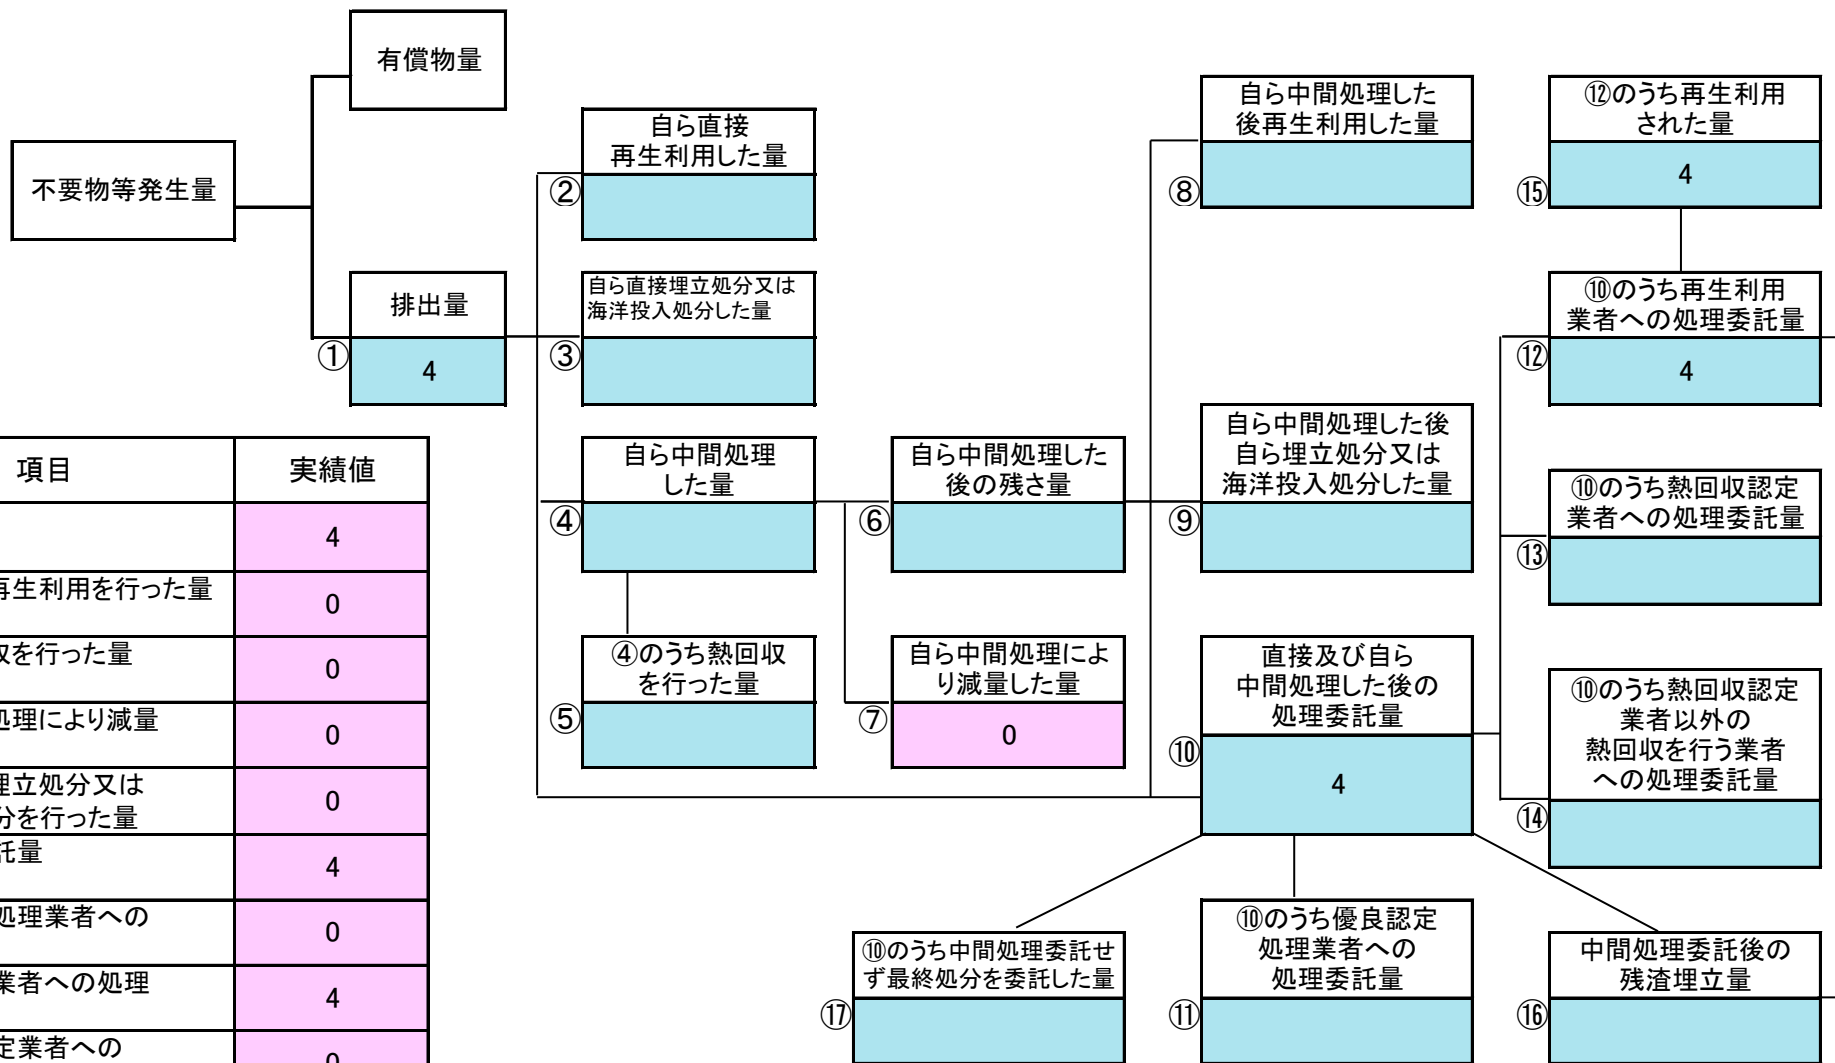 有償物量
不要物等発生量
排出量
①
4
自ら直接
再生利用した量
②
自ら直接埋立処分又は
海洋投入処分した量
③
自ら中間処理
した量
④
④のうち熱回収
を行った量
⑤
自ら中間処理した
後の残さ量
⑥
自ら中間処理によ
り減量した量
⑦
0
自ら中間処理した
後再生利用した量
⑧
自ら中間処理した後
自ら埋立処分又は
海洋投入処分した量
⑨
直接及び自ら
中間処理した後の
処理委託量
⑩
4
⑫のうち再生利用
された量
⑮
4
⑩のうち再生利用
業者への処理委託量
⑫
4
⑩のうち熱回収認定
業者への処理委託量
⑬
⑩のうち熱回収認定
業者以外の
熱回収を行う業者
への処理委託量
⑭
⑩のうち中間処理委託せ
ず最終処分を委託した量
⑰
⑩のうち優良認定
処理業者への
処理委託量
⑪
中間処理委託後の
残渣埋立量
⑯
項目 実績値
4
再生利用を行った量 0
収を行った量 0
処理により減量 0
埋立処分又は
分を行った量 0
託量 4
処理業者への 0
業者への処理 4
定業者への 0